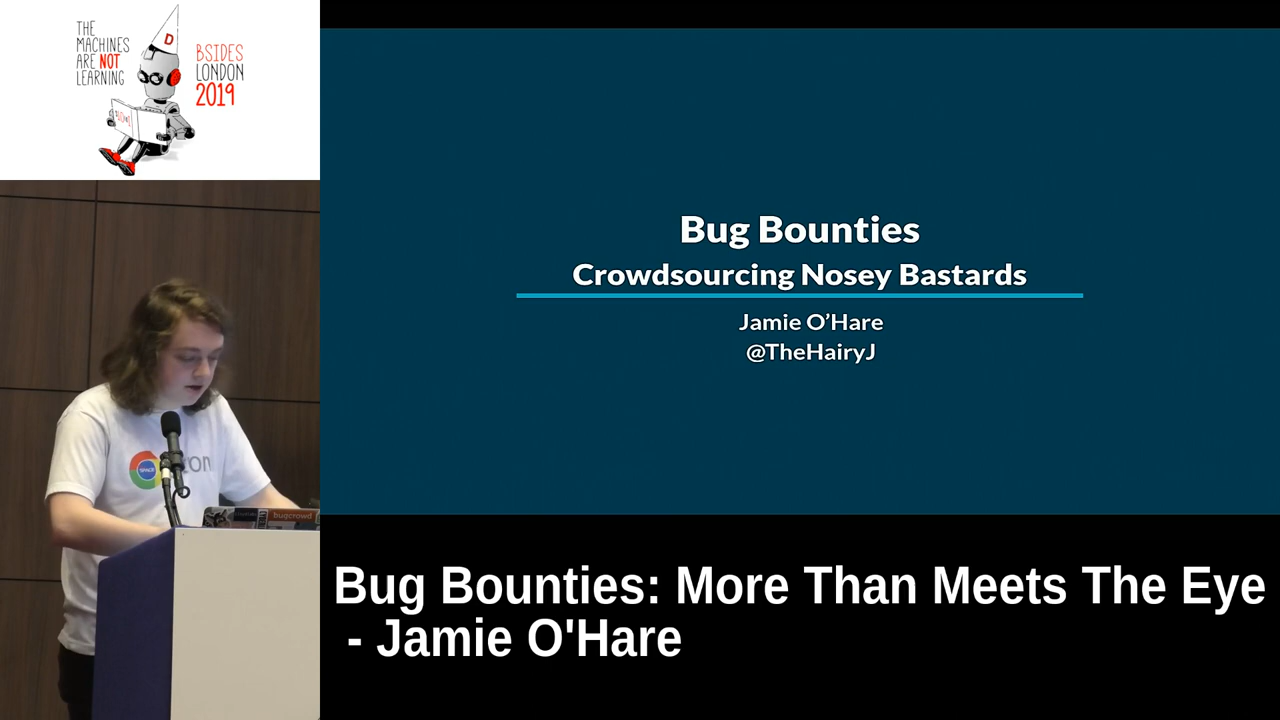 THE
MACHINES
ARE NOT
LEARNING
D
BSIDES
LONDON
2019
Bug Bounties
Crowdsourcing Nosey Bastards
Jamie O’Hare
@TheHairyJ
SPACE
bugcrowd
Bug Bounties: More Than Meets The Eye
- Jamie O'Hare